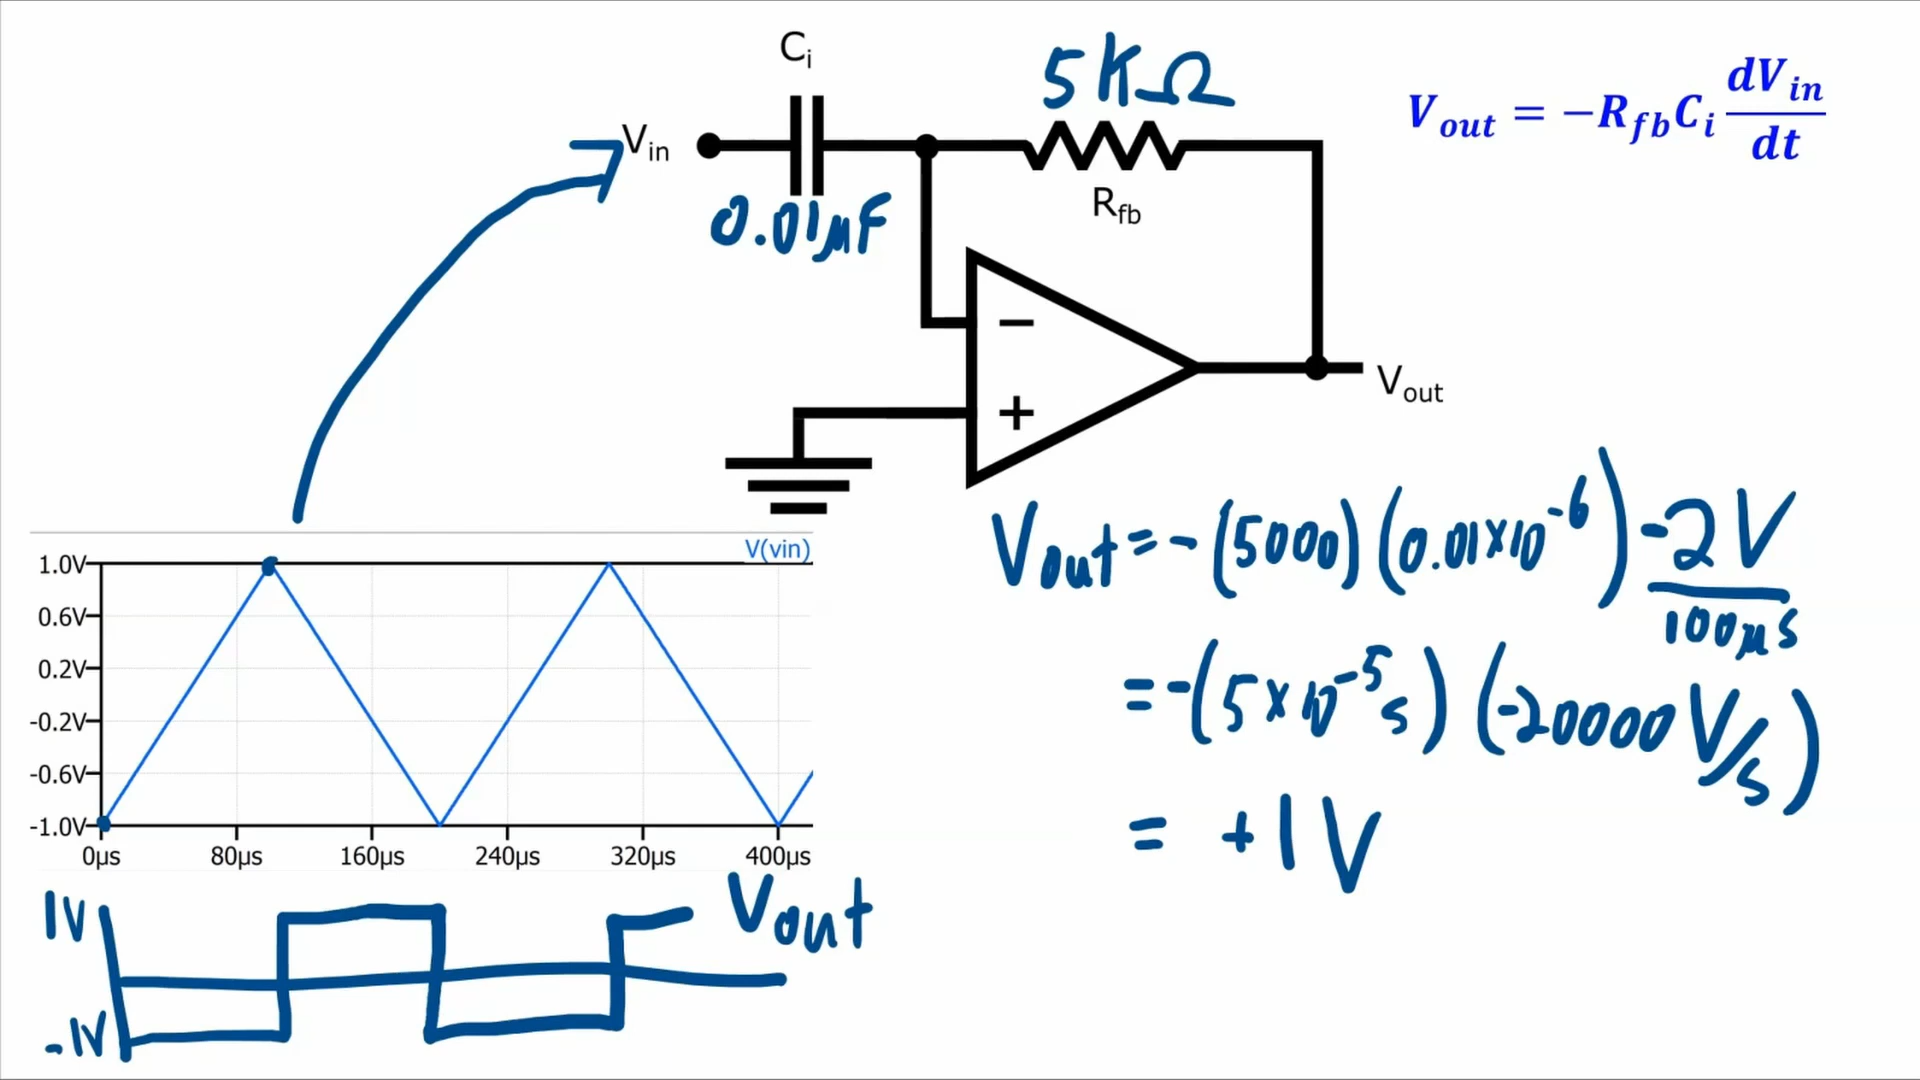 Ci
5KΩ
Vin
0.01μF
Rfb
Vout = −RfbCi dVin/dt
−
+
Vout
V(vin)
1.0V
0.6V
0.2V
-0.2V
-0.6V
-1.0V
0μs 80μs 160μs 240μs 320μs 400μs
Vout = -(5000)(0.01×10^-6) -2V/100μs
= -(5×10^-5 s)(-20000 V/s)
= +1V
1V
Vout
-1V